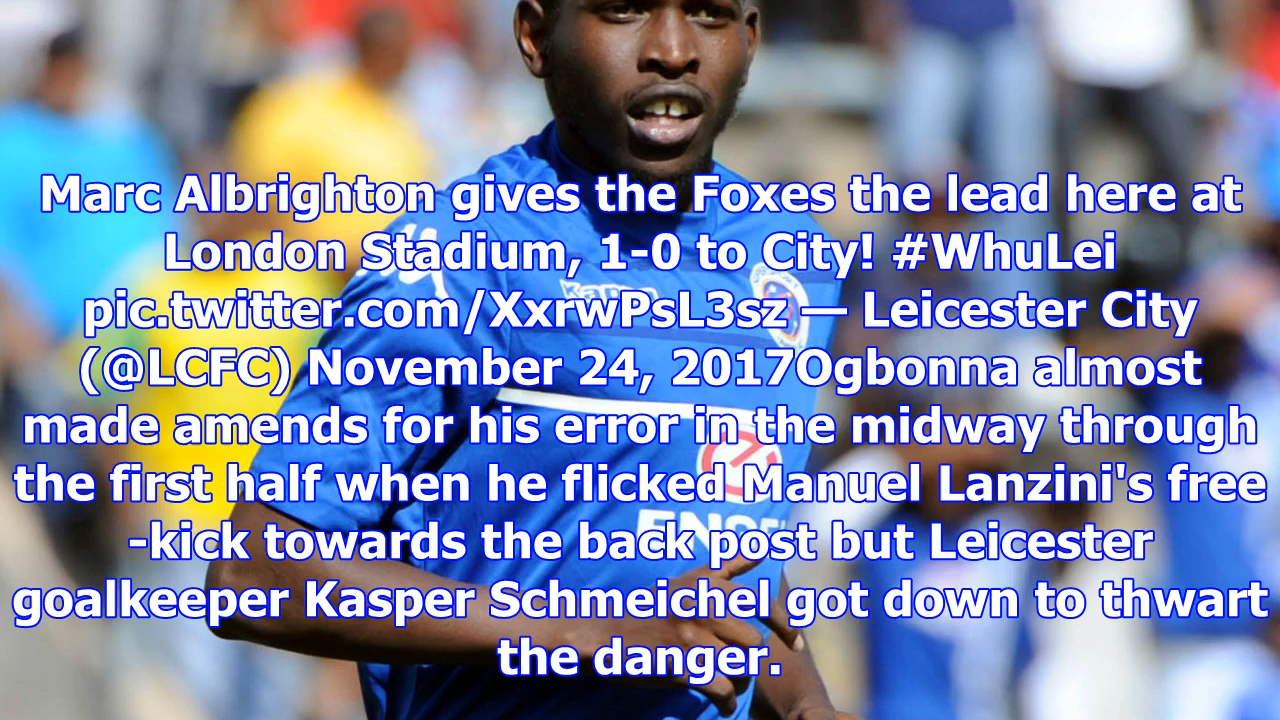 Marc Albrighton gives the Foxes the lead here at
London Stadium, 1-0 to City! #WhuLei
pic.twitter.com/XxrwPsL3sz — Leicester City
(@LCFC) November 24, 2017Ogbonna almost
made amends for his error in the midway through
the first half when he flicked Manuel Lanzini's free
-kick towards the back post but Leicester
goalkeeper Kasper Schmeichel got down to thwart
the danger.
Kappa